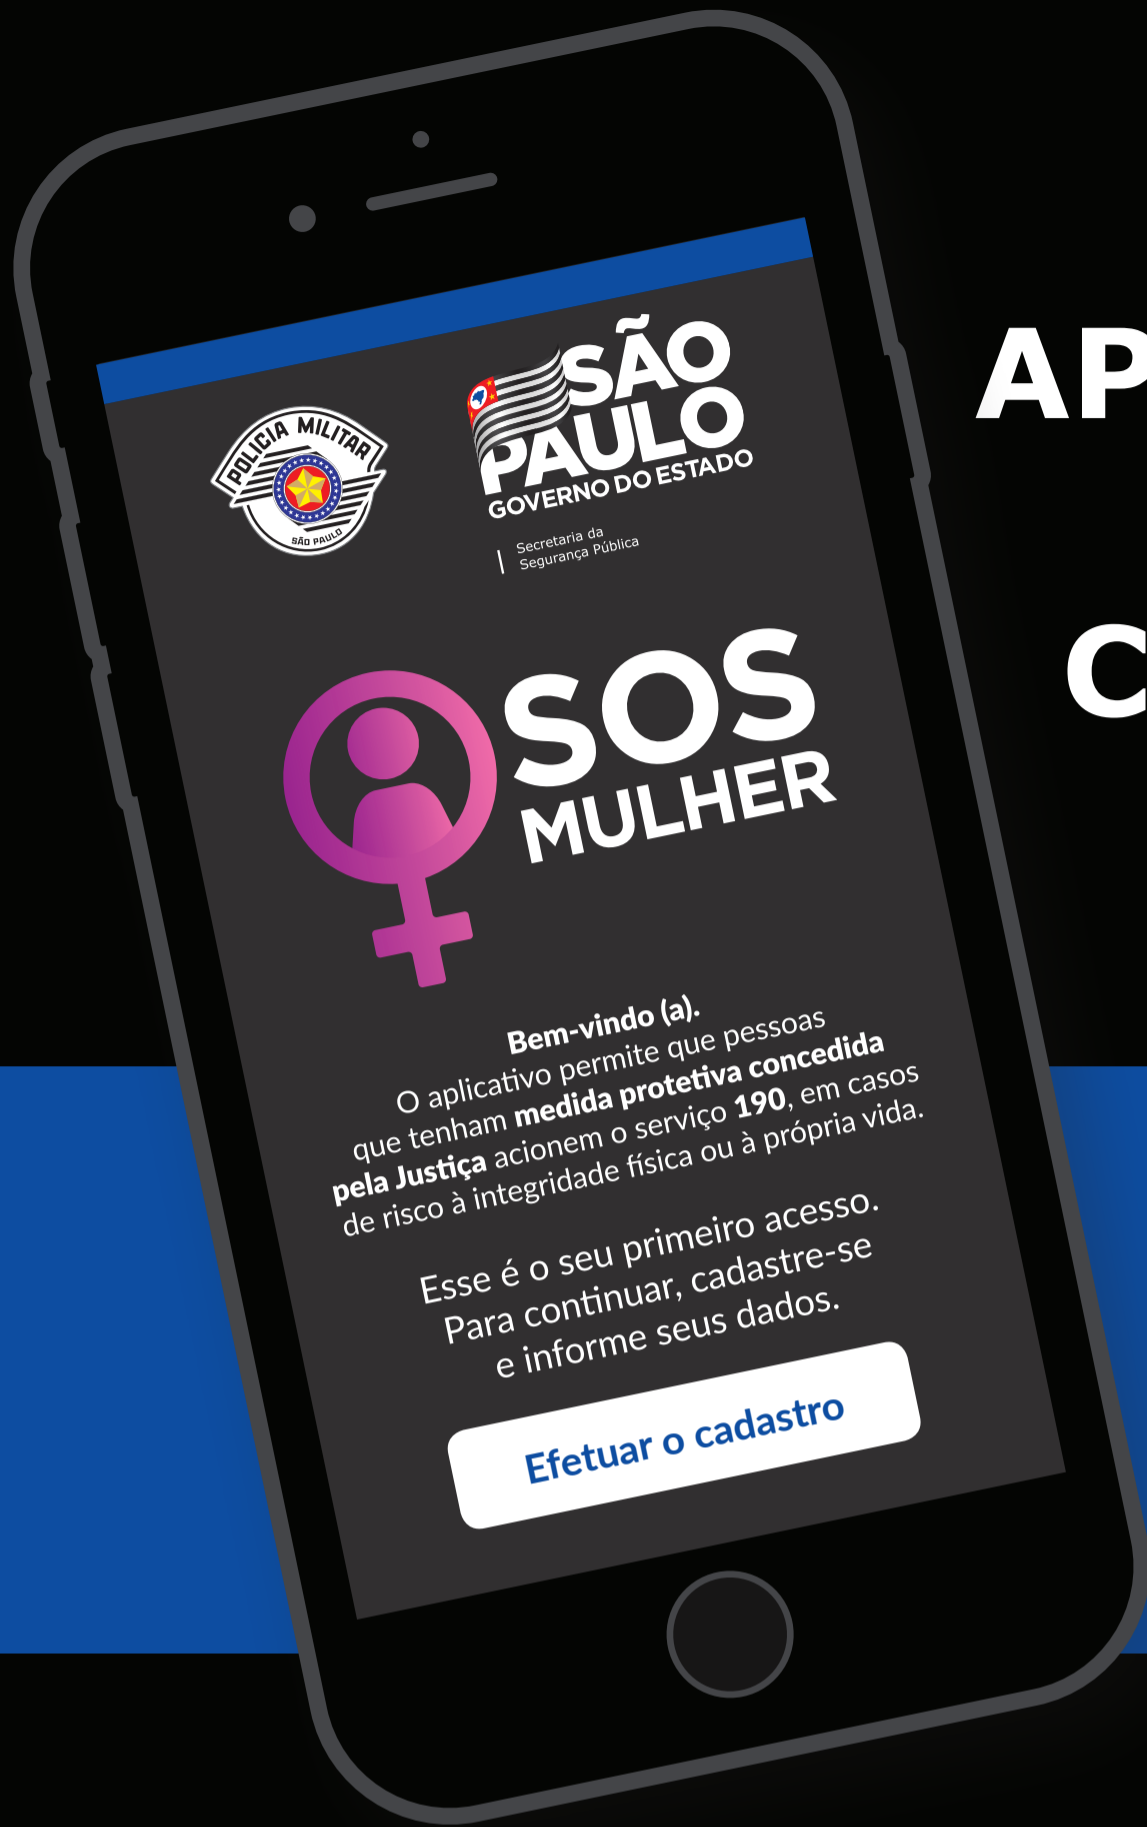 POLÍCIA MILITAR
SÃO PAULO
SÃO
PAULO
GOVERNO DO ESTADO
Secretaria da
Segurança Pública
SOS
MULHER
Bem-vindo (a).
O aplicativo permite que pessoas
que tenham medida protetiva concedida
pela Justiça acionem o serviço 190, em casos
de risco à integridade física ou à própria vida.
Esse é o seu primeiro acesso.
Para continuar, cadastre-se
e informe seus dados.
Efetuar o cadastro
AP
C